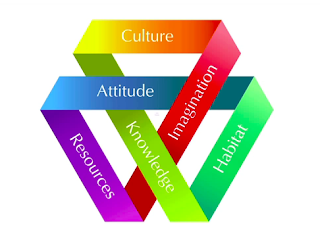 Culture
Attitude
Imagination
Resources
Knowledge
Habitat